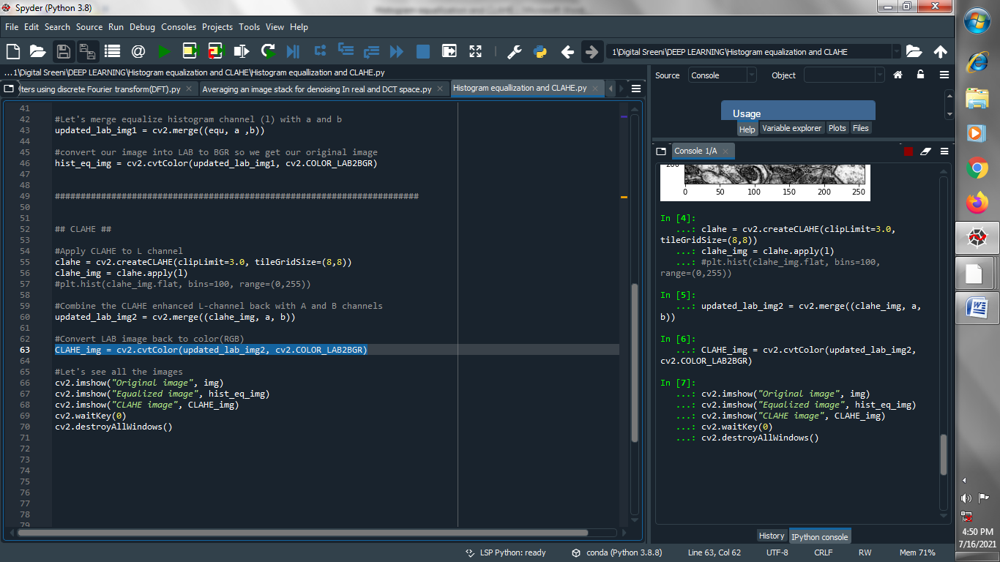 Spyder (Python 3.8)
File Edit Search Source Run Debug Consoles Projects Tools View Help
1\Digital Sreeni\DEEP LEARNING\Histogram equalization and CLAHE
...1\Digital Sreeni\DEEP LEARNING\Histogram equalization and CLAHE\Histogram equallization and CLAHE.py
ters using discrete Fourier transform(DFT).py
Averaging an image stack for denoising In real and DCT space.py
Histogram equallization and CLAHE.py
41
42 #Let's merge equalize histogram channel (l) with a and b
43 updated_lab_img1 = cv2.merge((equ, a ,b))
44
45 #convert our image into LAB to BGR so we get our original image
46 hist_eq_img = cv2.cvtColor(updated_lab_img1, cv2.COLOR_LAB2BGR)
47
48
49 #######################################################################
50
51
52 ## CLAHE ##
53
54 #Apply CLAHE to L channel
55 clahe = cv2.createCLAHE(clipLimit=3.0, tileGridSize=(8,8))
56 clahe_img = clahe.apply(l)
57 #plt.hist(clahe_img.flat, bins=100, range=(0,255))
58
59 #Combine the CLAHE enhanced L-channel back with A and B channels
60 updated_lab_img2 = cv2.merge((clahe_img, a, b))
61
62 #Convert LAB image back to color(RGB)
63 CLAHE_img = cv2.cvtColor(updated_lab_img2, cv2.COLOR_LAB2BGR)
64
65 #Let's see all the images
66 cv2.imshow("Original image", img)
67 cv2.imshow("Equalized image", hist_eq_img)
68 cv2.imshow("CLAHE image", CLAHE_img)
69 cv2.waitKey(0)
70 cv2.destroyAllWindows()
71
72
73
74
75
76
77
78
79
Source Console Object
Usage
Help Variable explorer Plots Files
Console 1/A
200
0 50 100 150 200 250
In [4]:
...: clahe = cv2.createCLAHE(clipLimit=3.0,
tileGridSize=(8,8))
...: clahe_img = clahe.apply(l)
...: #plt.hist(clahe_img.flat, bins=100,
range=(0,255))
In [5]:
...: updated_lab_img2 = cv2.merge((clahe_img, a,
b))
In [6]:
...: CLAHE_img = cv2.cvtColor(updated_lab_img2,
cv2.COLOR_LAB2BGR)
In [7]:
...: cv2.imshow("Original image", img)
...: cv2.imshow("Equalized image", hist_eq_img)
...: cv2.imshow("CLAHE image", CLAHE_img)
...: cv2.waitKey(0)
...: cv2.destroyAllWindows()
History IPython console
LSP Python: ready conda (Python 3.8.8) Line 63, Col 62 UTF-8 CRLF RW Mem 71%
4:50 PM
7/16/2021